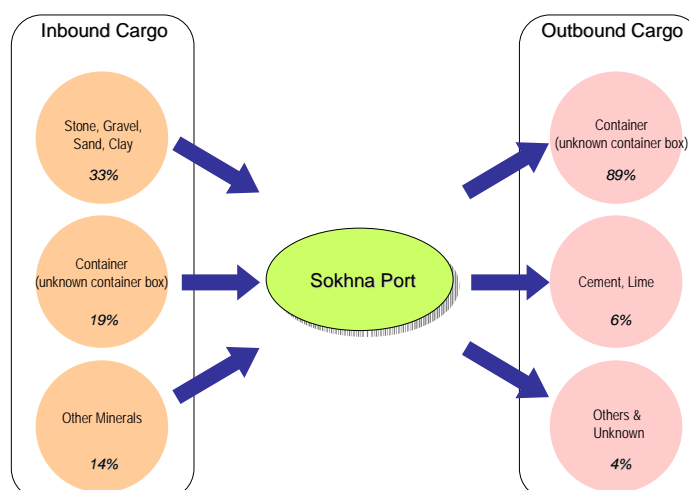 Inbound Cargo
Stone, Gravel,
Sand, Clay
33%
Container
(unknown container box)
19%
Other Minerals
14%
Sokhna Port
Outbound Cargo
Container
(unknown container box)
89%
Cement, Lime
6%
Others &
Unknown
4%